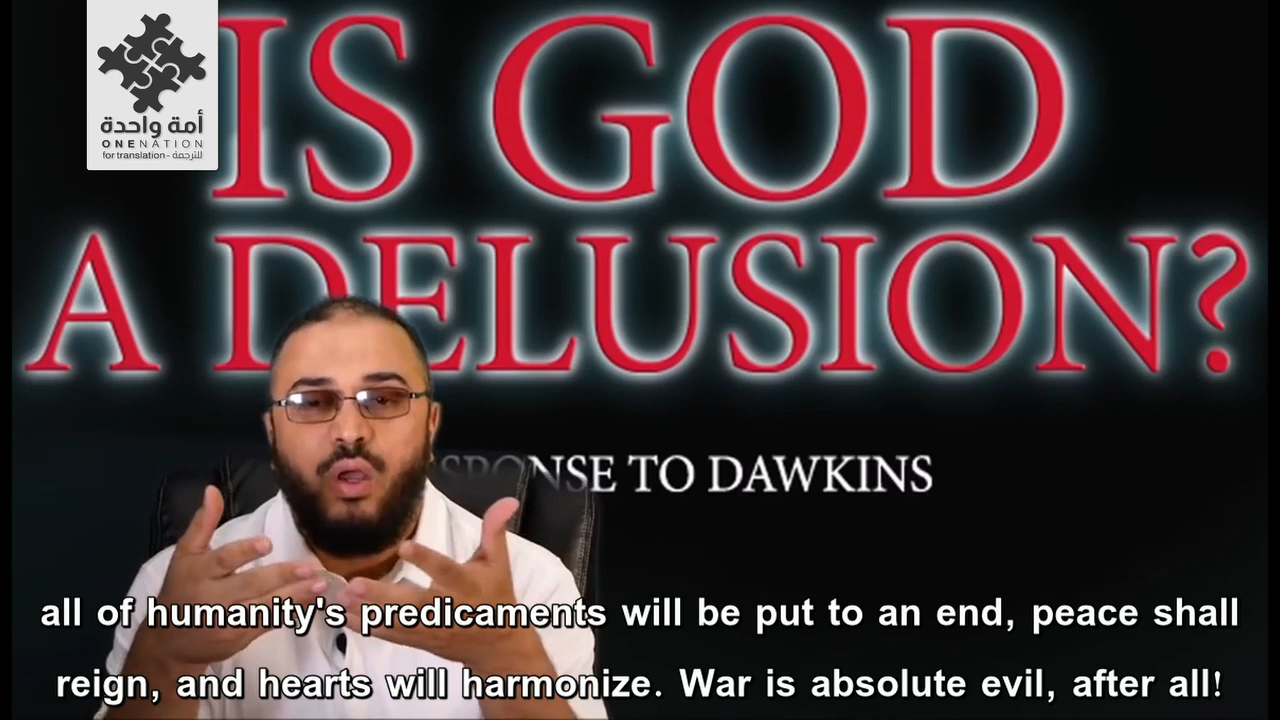 IS GOD
A DELUSION?
أمة واحدة
ONENATION
for translation - للترجمة
TO DAWKINS
all of humanity's predicaments will be put to an end, peace shall
reign, and hearts will harmonize. War is absolute evil, after all!